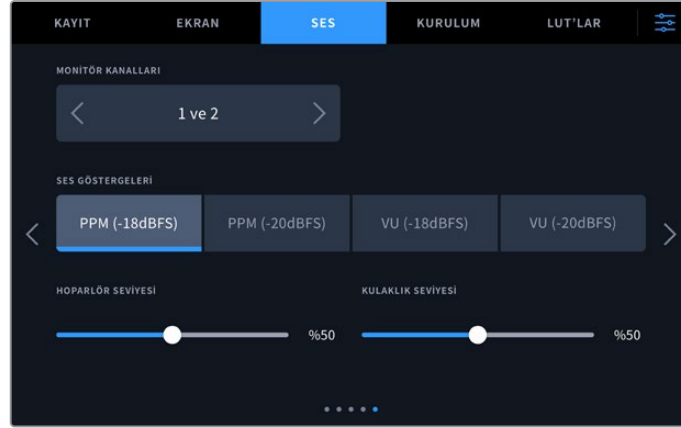 KAYIT EKRAN SES KURULUM LUT'LAR
MONİTÖR KANALLARI
1 ve 2
SES GÖSTERGELERİ
PPM (-18dBFS) PPM (-20dBFS) VU (-18dBFS) VU (-20dBFS)
HOPARLÖR SEVİYESİ KULAKLIK SEVİYESİ
%50 %50